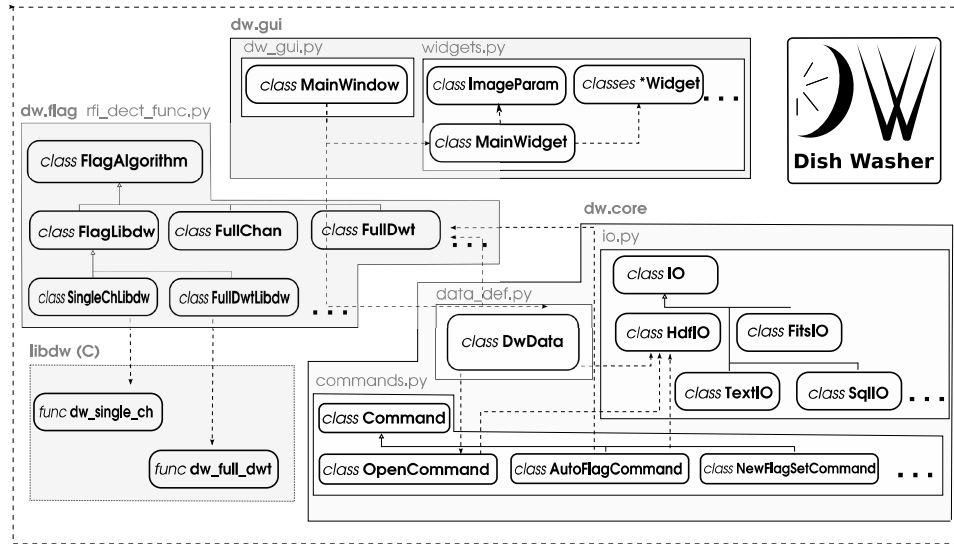 dw.gui
dw_gui.py
widgets.py
class MainWindow
class ImageParam
classes *Widget
...
class MainWidget
Dish Washer
dw.flag rfi_dect_func.py
class FlagAlgorithm
class FlagLibdw
class FullChan
class FullDwt
...
class SingleChLibdw
class FullDwtLibdw
...
libdw (C)
func dw_single_ch
func dw_full_dwt
dw.core
io.py
class IO
class HdfIO
class FitsIO
class TextIO
class SqlIO
...
data_def.py
class DwData
commands.py
class Command
class OpenCommand
class AutoFlagCommand
class NewFlagSetCommand
...